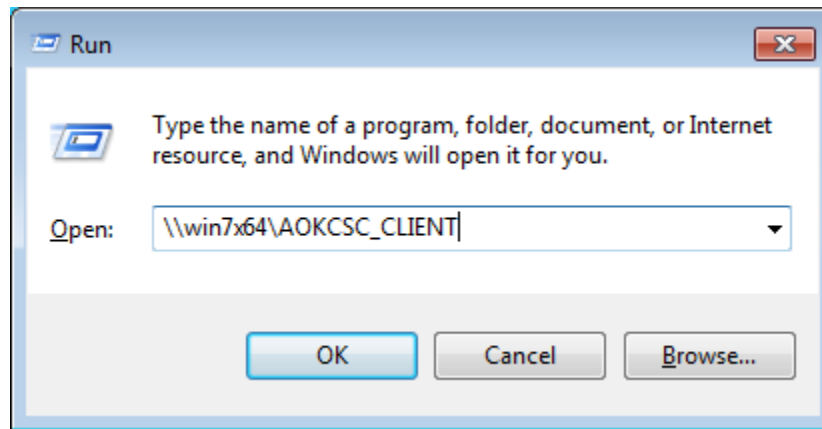 Run
Type the name of a program, folder, document, or Internet
resource, and Windows will open it for you.
Open: \\win7x64\AOKCSC_CLIENT
OK Cancel Browse...